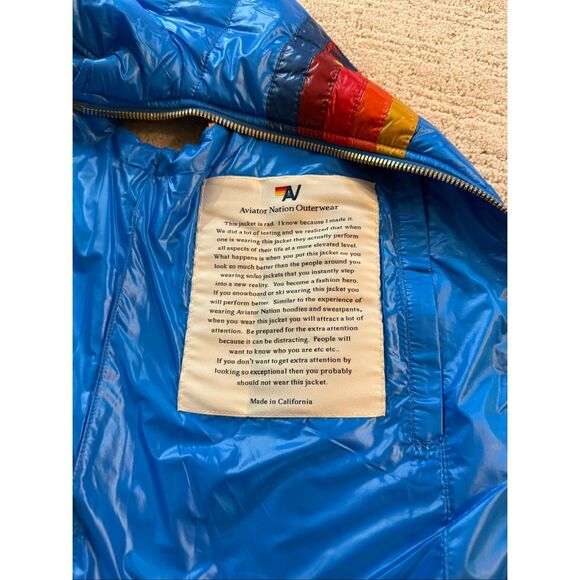 AV
Aviator Nation Outerwear
This jacket is rad. I know because I made it.
We did a lot of testing and we realized that when
one is wearing this jacket they actually perform
all aspects of their life at a more elevated level.
What happens is when you put this jacket on you
look so much better than the people around you
wearing so/so jackets that you instantly step
into a new reality. You become a fashion hero.
If you snowboard or ski wearing this jacket you
will perform better. Similar to the experience of
wearing Aviator Nation hoodies and sweatpants,
when you wear this jacket you will attract a lot of
attention. Be prepared for the extra attention
because it can be distracting. People will
want to know who you are etc etc..
If you don't want to get extra attention by
looking so exceptional then you probably
should not wear this jacket.
Made in California